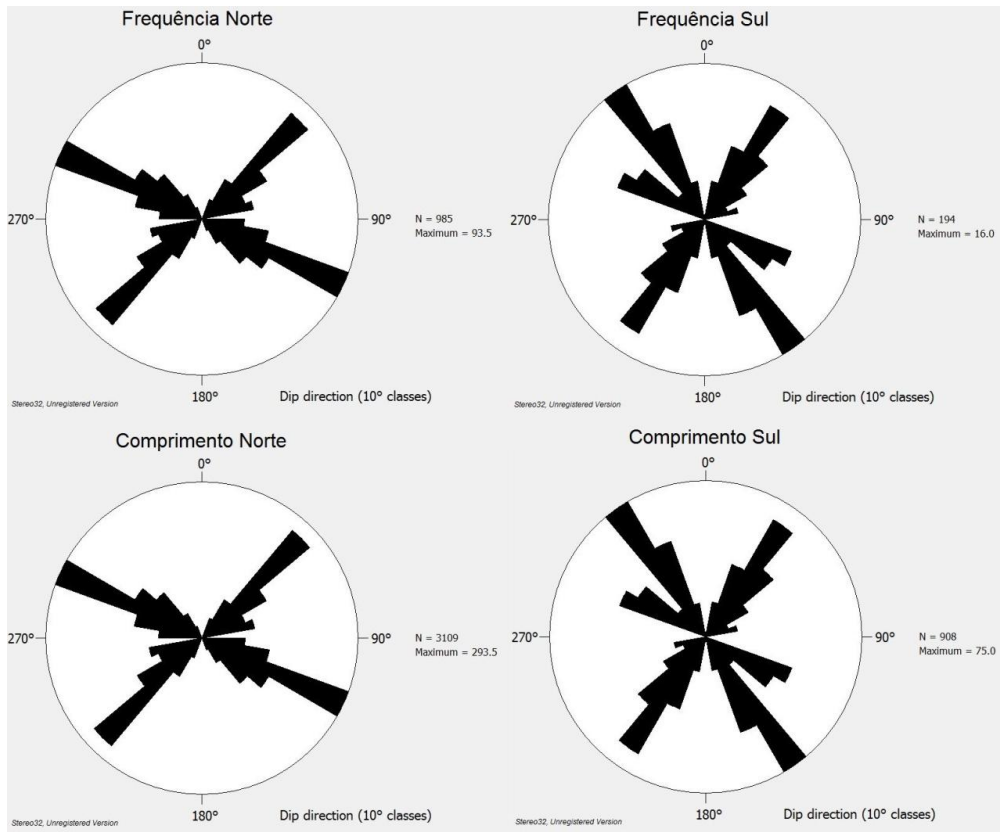 Frequência Norte
0°
270°
90°
N = 985
Maximum = 93.5
180°
Dip direction (10° classes)
Stereo32, Unregistered Version
Frequência Sul
0°
270°
90°
N = 194
Maximum = 16.0
180°
Dip direction (10° classes)
Stereo32, Unregistered Version
Comprimento Norte
0°
270°
90°
N = 3109
Maximum = 293.5
180°
Dip direction (10° classes)
Stereo32, Unregistered Version
Comprimento Sul
0°
270°
90°
N = 908
Maximum = 75.0
180°
Dip direction (10° classes)
Stereo32, Unregistered Version